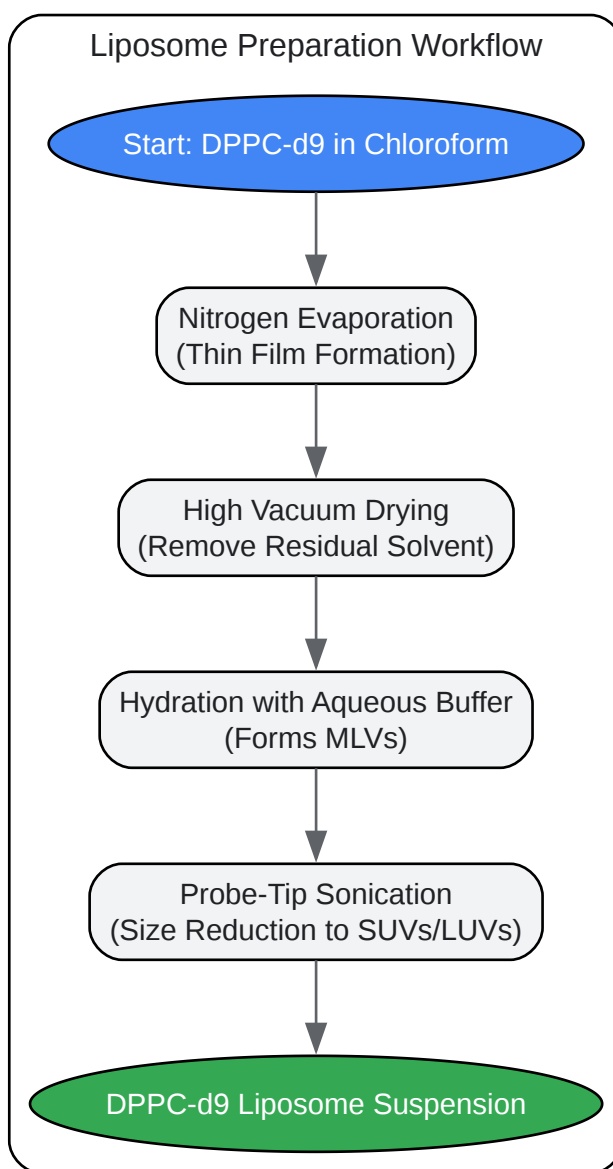 Liposome Preparation Workflow
Start: DPPC-d9 in Chloroform
Nitrogen Evaporation
(Thin Film Formation)
High Vacuum Drying
(Remove Residual Solvent)
Hydration with Aqueous Buffer
(Forms MLVs)
Probe-Tip Sonication
(Size Reduction to SUVs/LUVs)
DPPC-d9 Liposome Suspension